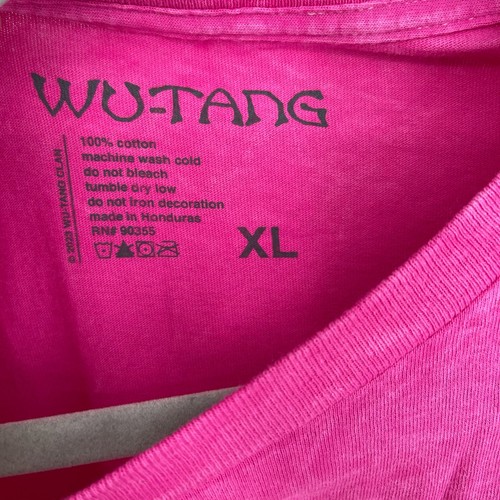 WU-TANG
© 2023 WU-TANG CLAN
100% cotton
machine wash cold
do not bleach
tumble dry low
do not iron decoration
made in Honduras
RN# 90355
XL